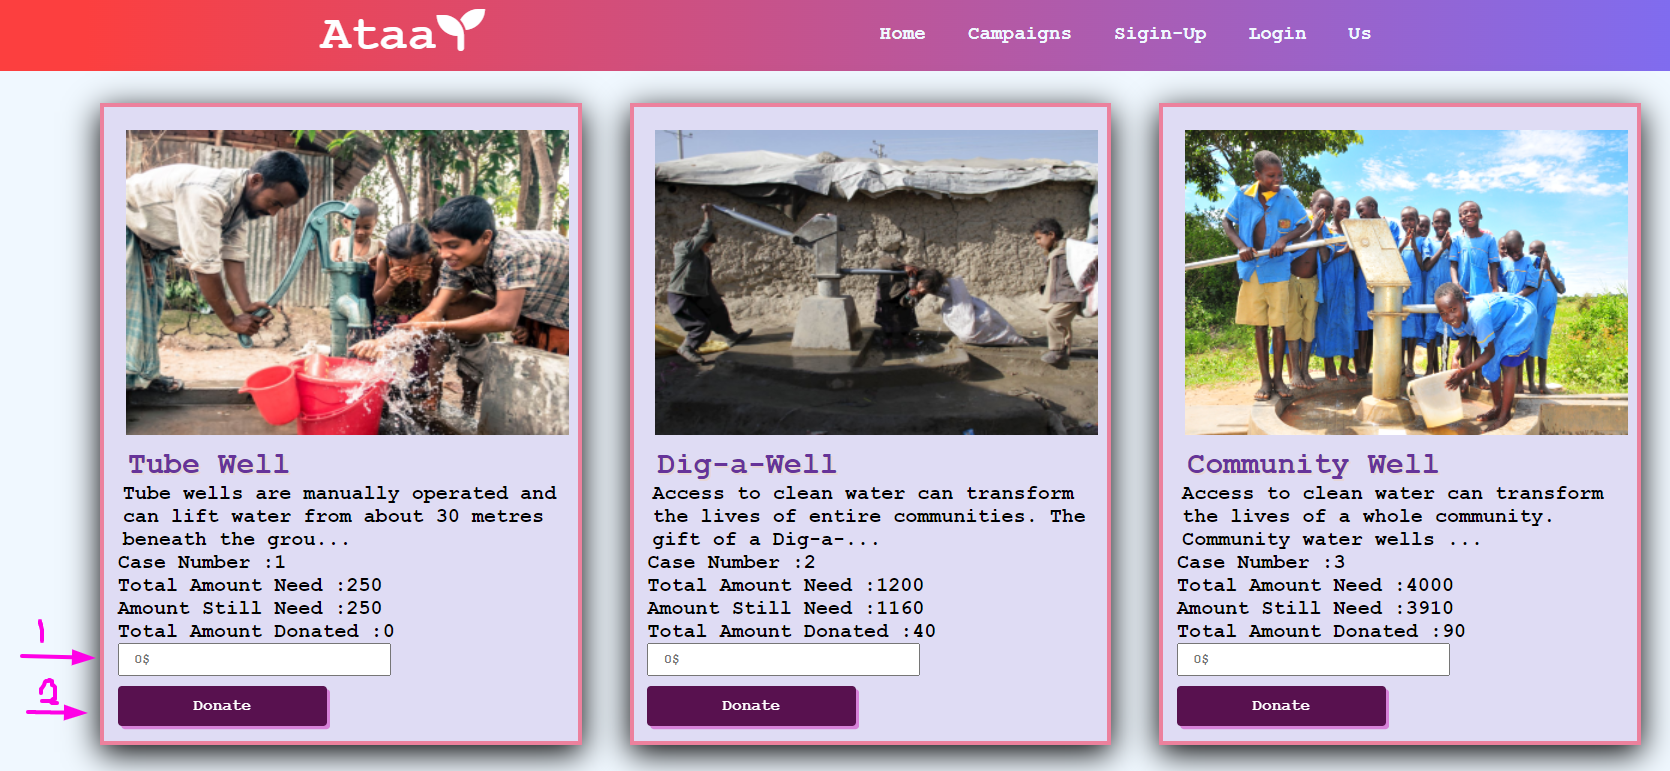 Ataa
Home Campaigns Sigin-Up Login Us
Tube Well
Tube wells are manually operated and
can lift water from about 30 metres
beneath the grou...
Case Number :1
Total Amount Need :250
Amount Still Need :250
Total Amount Donated :0
0$
Donate
Dig-a-Well
Access to clean water can transform
the lives of entire communities. The
gift of a Dig-a-...
Case Number :2
Total Amount Need :1200
Amount Still Need :1160
Total Amount Donated :40
0$
Donate
Community Well
Access to clean water can transform
the lives of a whole community.
Community water wells ...
Case Number :3
Total Amount Need :4000
Amount Still Need :3910
Total Amount Donated :90
0$
Donate
1
2